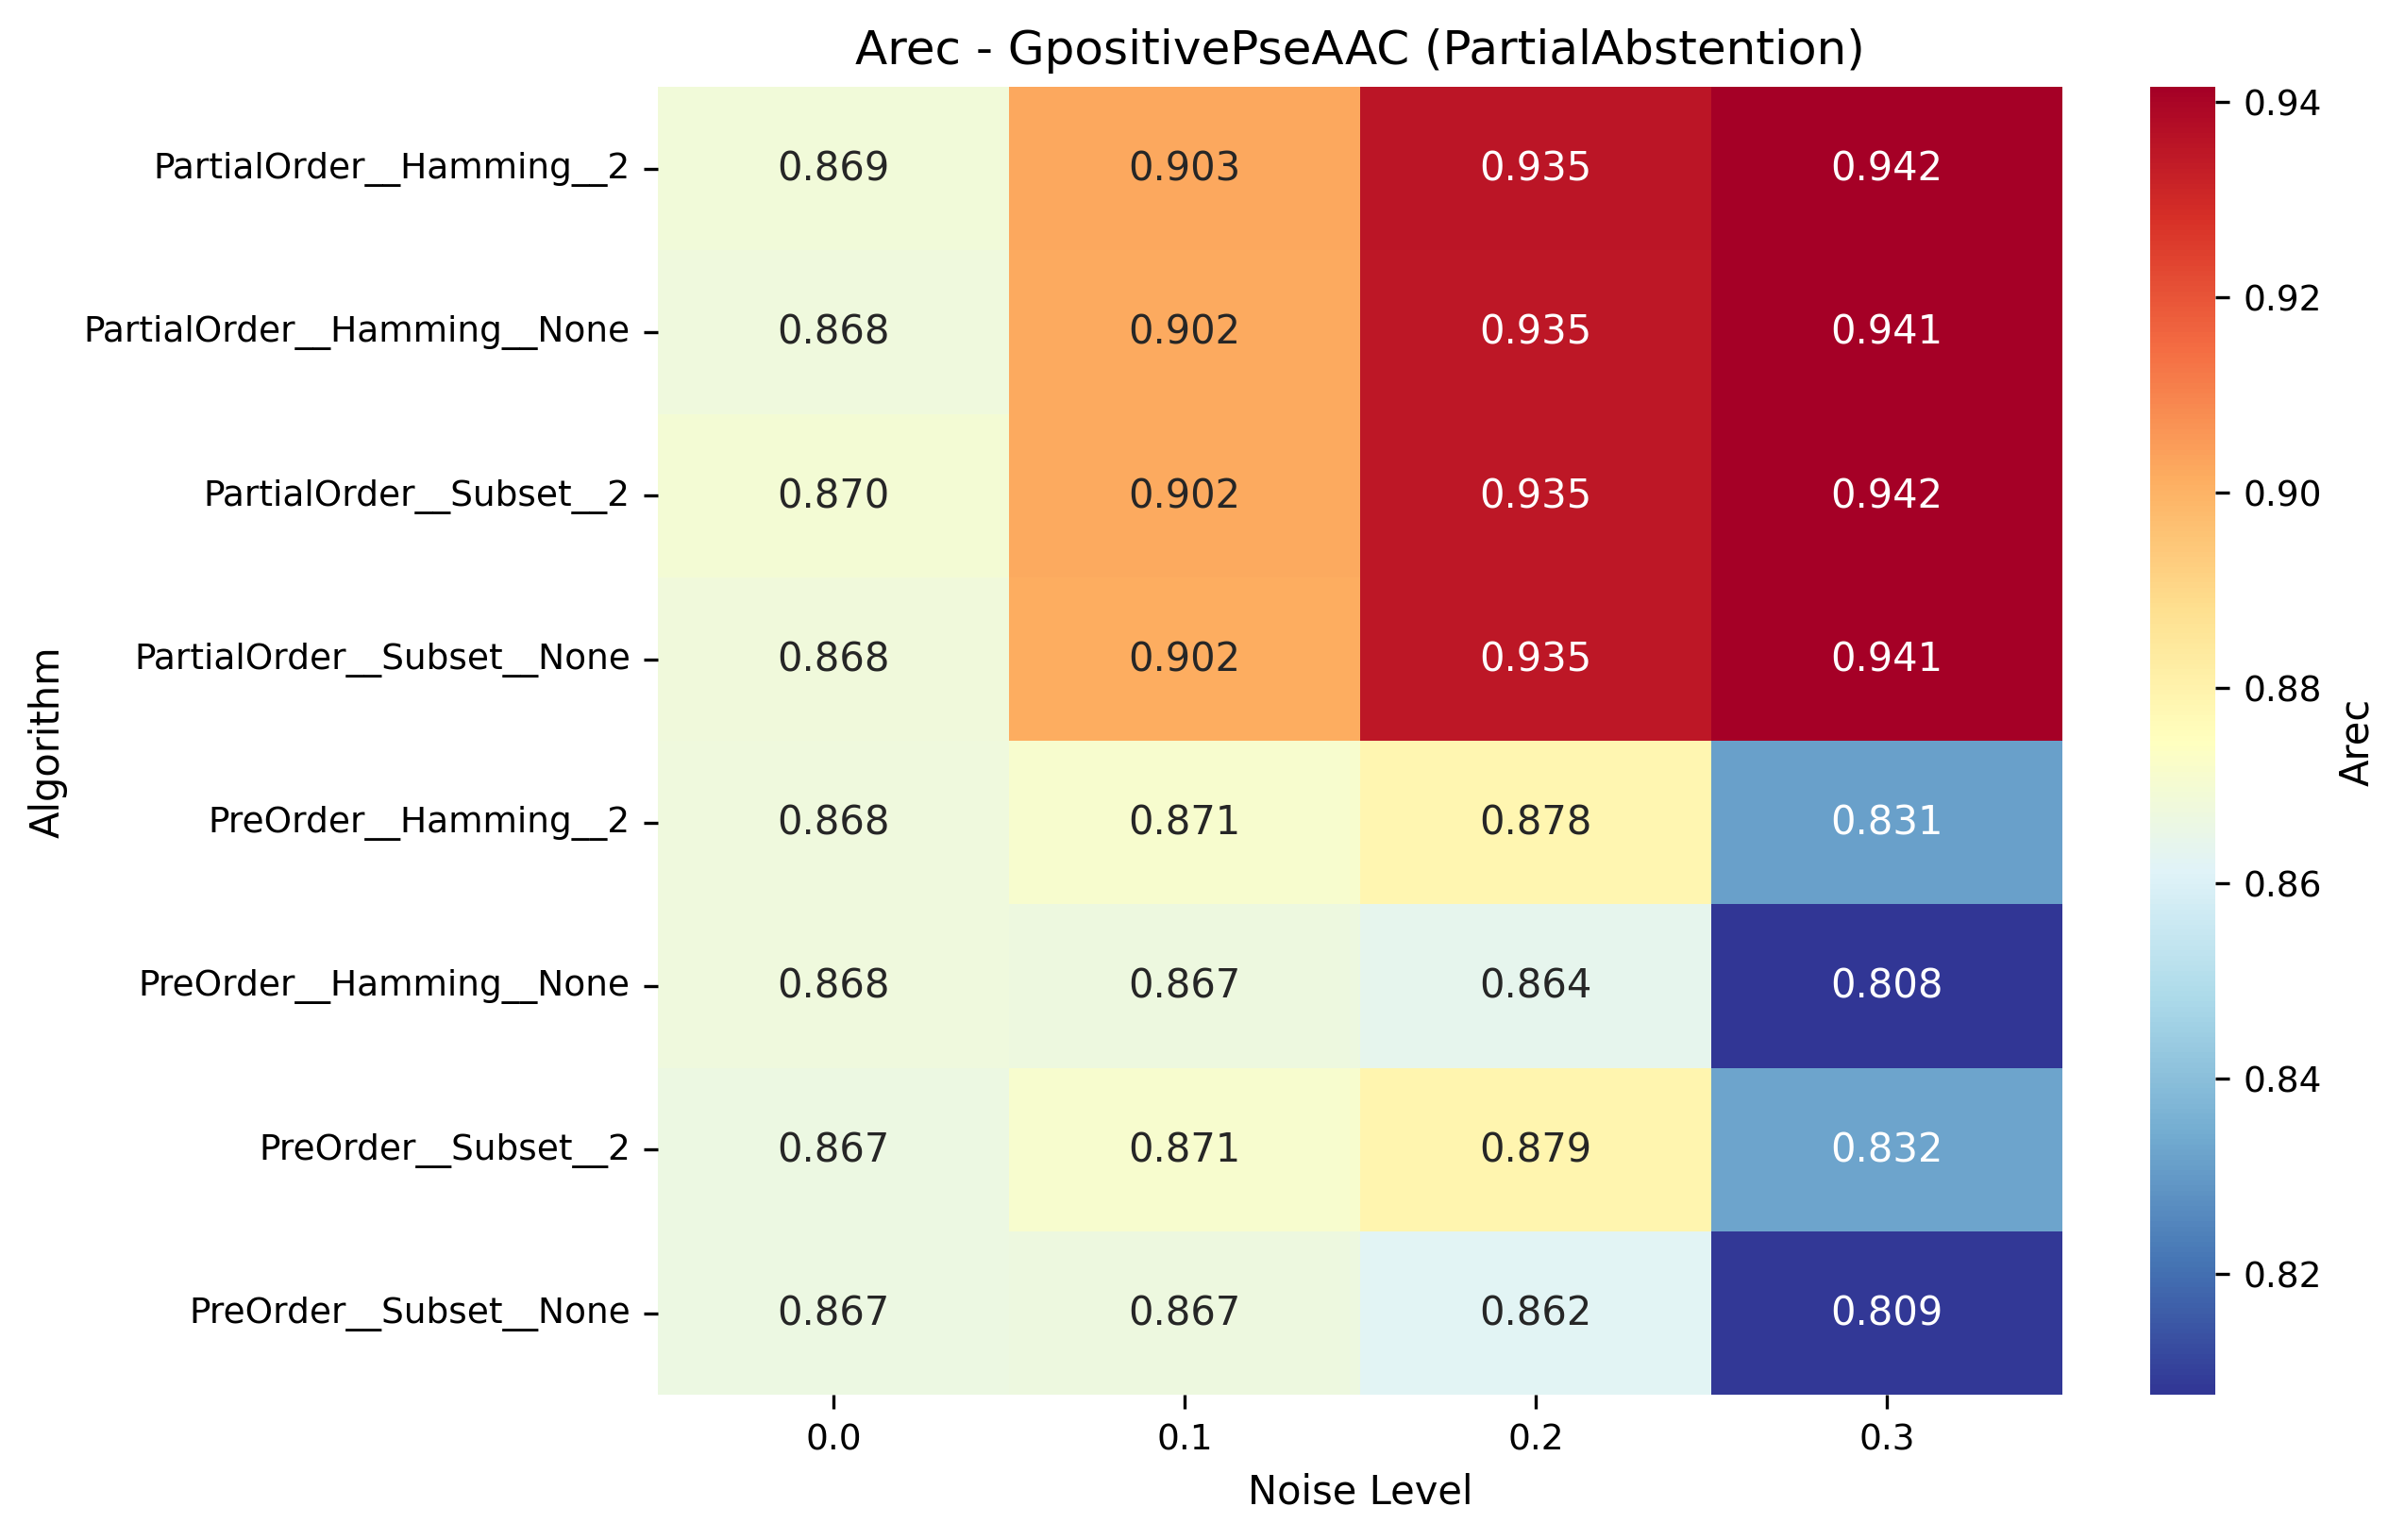 Arec - GpositivePseAAC (PartialAbstention)
PartialOrder__Hamming__2 0.869 0.903 0.935 0.942
PartialOrder__Hamming__None 0.868 0.902 0.935 0.941
PartialOrder__Subset__2 0.870 0.902 0.935 0.942
PartialOrder__Subset__None 0.868 0.902 0.935 0.941
PreOrder__Hamming__2 0.868 0.871 0.878 0.831
PreOrder__Hamming__None 0.868 0.867 0.864 0.808
PreOrder__Subset__2 0.867 0.871 0.879 0.832
PreOrder__Subset__None 0.867 0.867 0.862 0.809
Algorithm
0.0 0.1 0.2 0.3
Noise Level
0.94
0.92
0.90
0.88
0.86
0.84
0.82
Arec